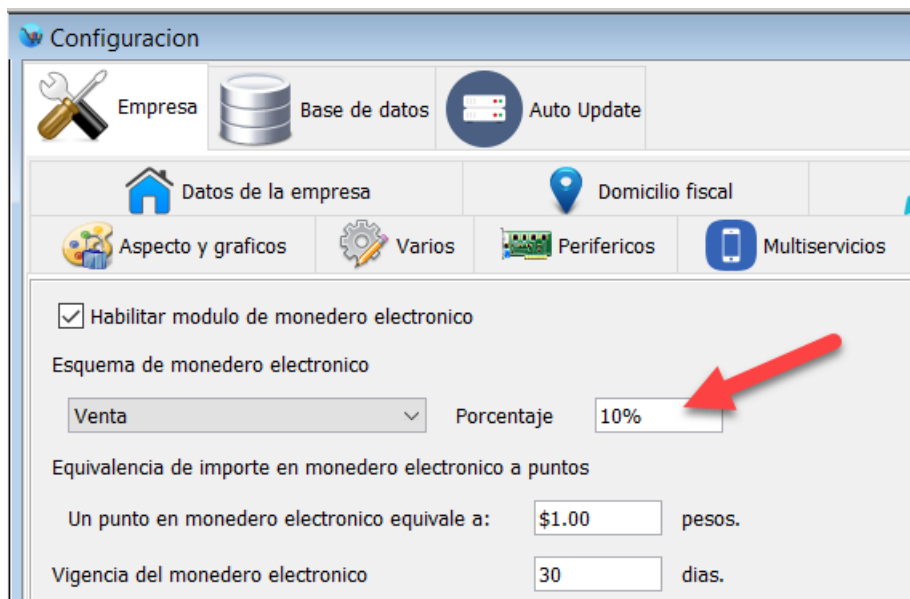 Configuracion
Empresa Base de datos Auto Update
Datos de la empresa Domicilio fiscal
Aspecto y graficos Varios Perifericos Multiservicios
Habilitar modulo de monedero electronico
Esquema de monedero electronico
Venta Porcentaje 10%
Equivalencia de importe en monedero electronico a puntos
Un punto en monedero electronico equivale a: $1.00 pesos.
Vigencia del monedero electronico 30 dias.